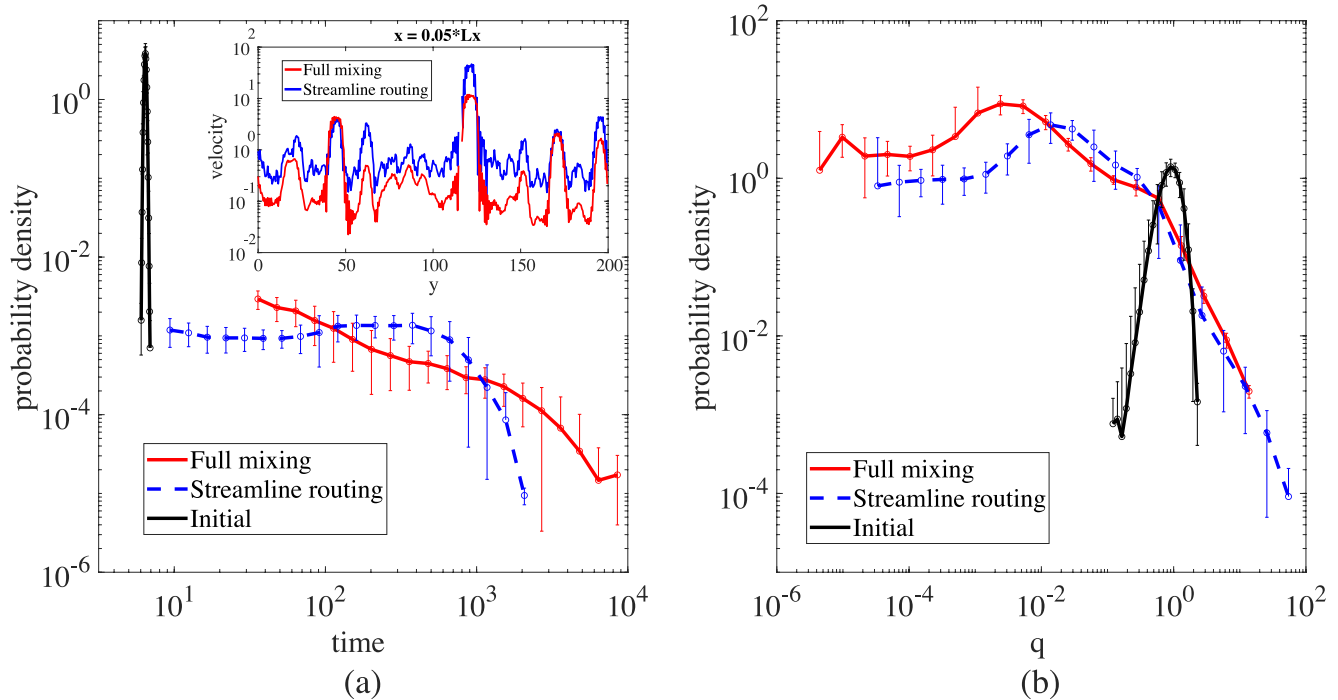 10^0
10^-2
10^-4
10^-6
probability density
10^1
10^2
10^3
10^4
time
(a)
Full mixing
Streamline routing
Initial
2
x = 0.05*Lx
10
1
10
0
10
-1
10
-2
10
velocity
Full mixing
Streamline routing
0
50
100
150
200
y
10^2
10^0
10^-2
10^-4
probability density
Full mixing
Streamline routing
Initial
10^-6
10^-4
10^-2
10^0
10^2
q
(b)